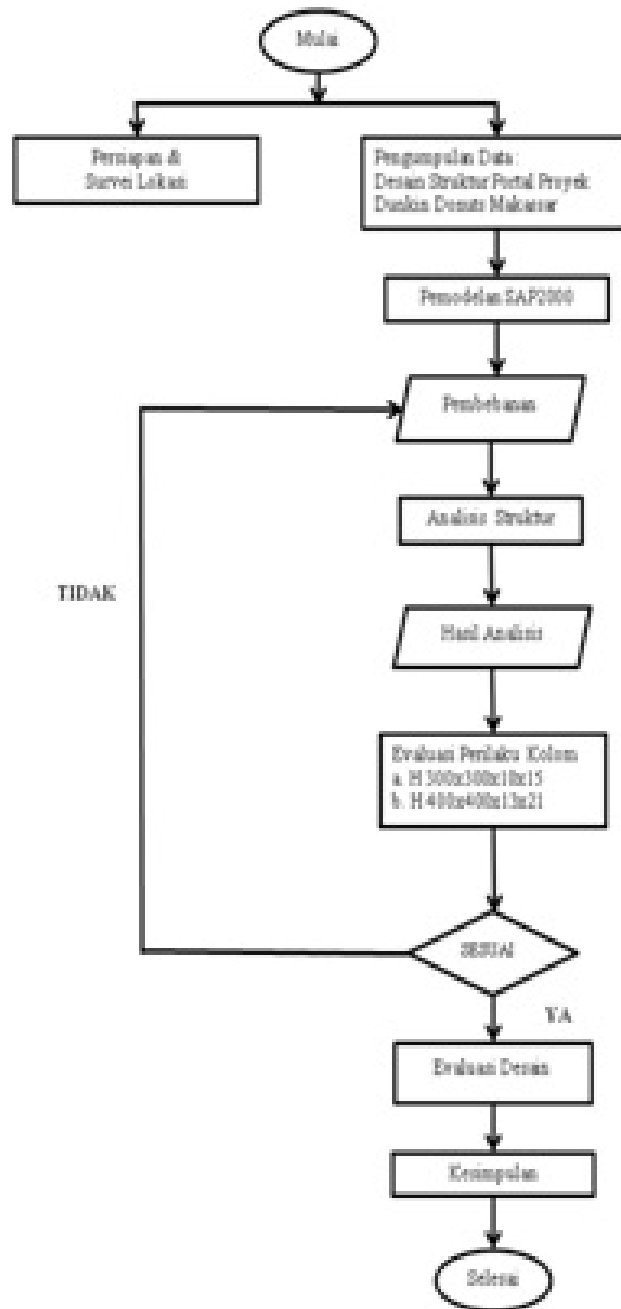 Mulai
Persiapan &
Survei Lokasi
Pengumpulan Data:
Desain Struktur Portal Proyek
Dunkin Donuts Makassar
Pemodelan SAP2000
Pembebanan
Analisis Struktur
TIDAK
Hasil Analisis
Evaluasi Perilaku Kolom
a. H 300x300x10x15
b. H 400x400x13x21
SESUAI
YA
Evaluasi Desain
Kesimpulan
Selesai